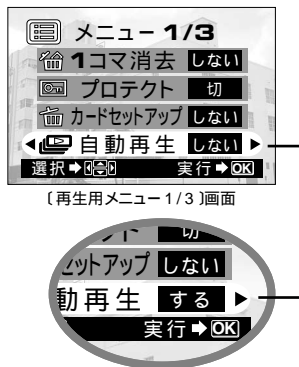 メニュー 1/3
1コマ消去 しない
プロテクト 切
カードセットアップ しない
自動再生 しない
選択 実行 OK
〔再生用メニュー1/3〕画面
クト 切
セットアップ しない
動再生 する
実行 OK